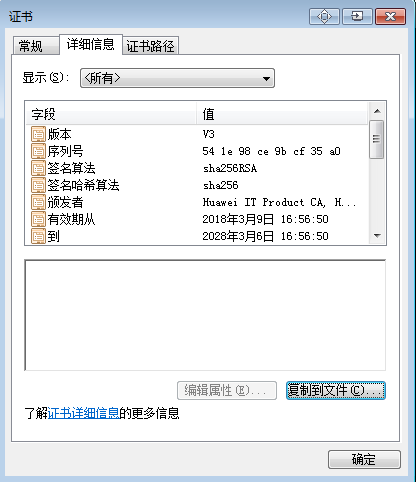 证书
常规 详细信息 证书路径
显示(S): <所有>
字段 值
版本 V3
序列号 54 1e 98 ce 9b cf 35 a0
签名算法 sha256RSA
签名哈希算法 sha256
颁发者 Huawei IT Product CA, H...
有效期从 2018年3月9日 16:56:50
到 2028年3月6日 16:56:50
编辑属性(E)... 复制到文件(C)...
了解证书详细信息的更多信息
确定